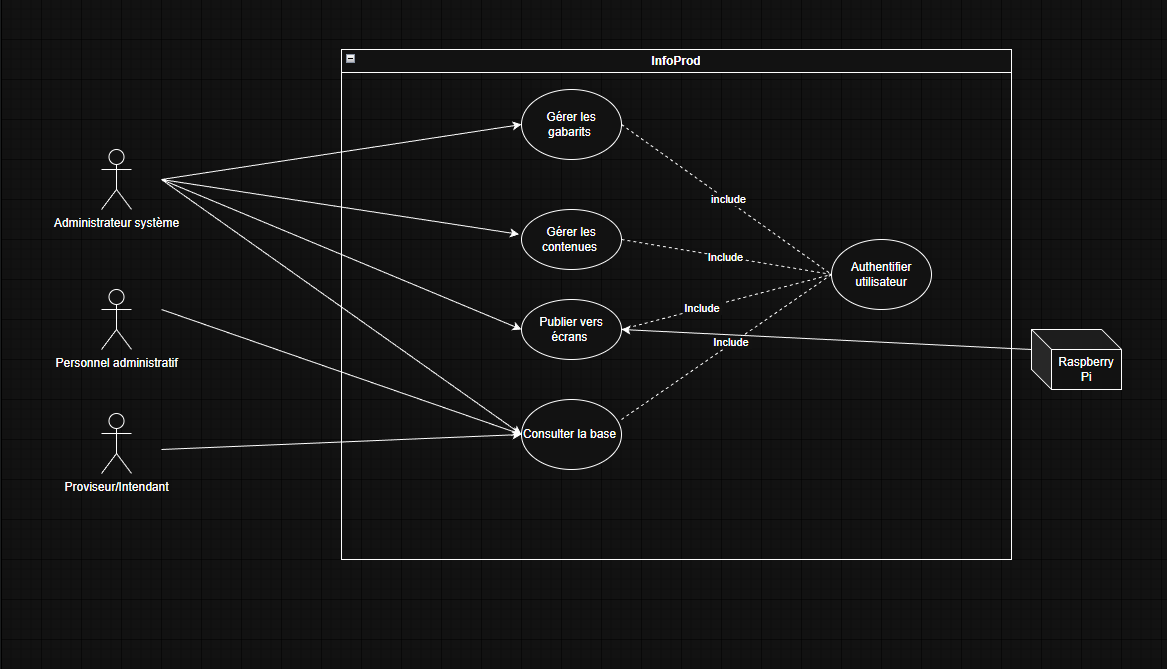 InfoProd
Gérer les
gabarits
include
Administrateur système
Gérer les
contenues
Include
Authentifier
utilisateur
Include
Publier vers
écrans
Include
Personnel administratif
Raspberry
Pi
Consulter la base
Proviseur/Intendant